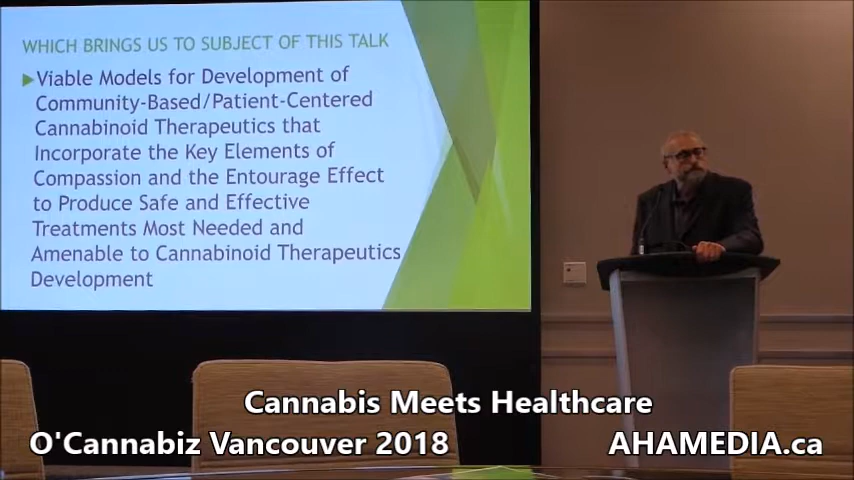 WHICH BRINGS US TO SUBJECT OF THIS TALK
Viable Models for Development of
Community-Based/Patient-Centered
Cannabinoid Therapeutics that
Incorporate the Key Elements of
Compassion and the Entourage Effect
to Produce Safe and Effective
Treatments Most Needed and
Amenable to Cannabinoid Therapeutics
Development
Cannabis Meets Healthcare
O'Cannabiz Vancouver 2018
AHAMEDIA.ca